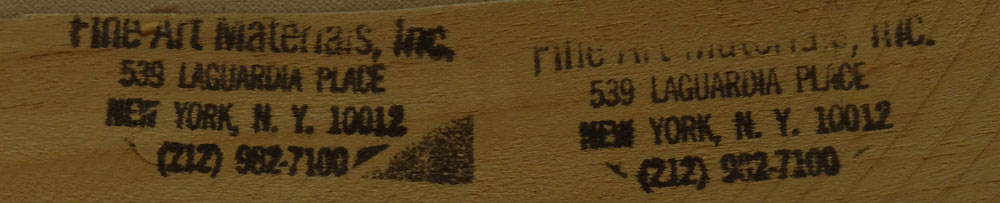 Fine Art Materials, Inc.
539 LAGUARDIA PLACE
NEW YORK, N. Y. 10012
(212) 982-7100
Fine Art Materials, Inc.
539 LAGUARDIA PLACE
NEW YORK, N. Y. 10012
(212) 982-7100